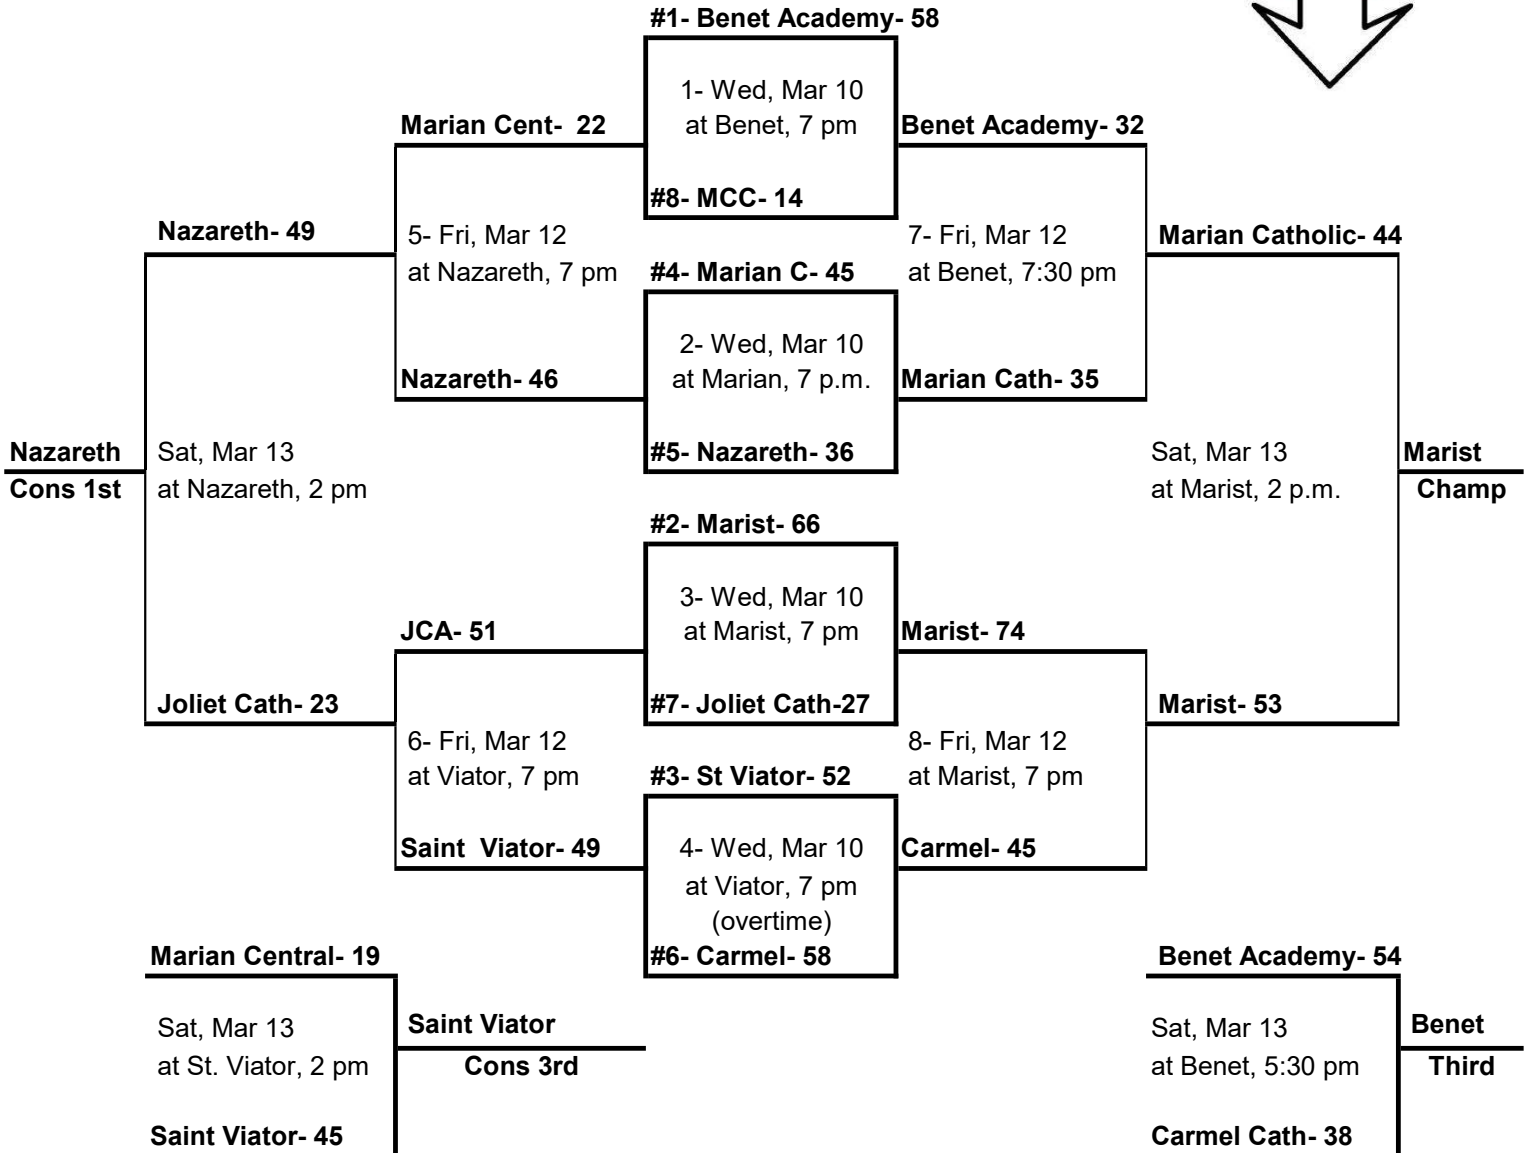 #1- Benet Academy- 58
1- Wed, Mar 10
at Benet, 7 pm
Marian Cent- 22
Benet Academy- 32
#8- MCC- 14
Nazareth- 49
5- Fri, Mar 12
at Nazareth, 7 pm
7- Fri, Mar 12
at Benet, 7:30 pm
Marian Catholic- 44
#4- Marian C- 45
2- Wed, Mar 10
at Marian, 7 p.m.
Nazareth- 46
Marian Cath- 35
Nazareth
Cons 1st
Sat, Mar 13
at Nazareth, 2 pm
#5- Nazareth- 36
Sat, Mar 13
at Marist, 2 p.m.
Marist
Champ
#2- Marist- 66
3- Wed, Mar 10
at Marist, 7 pm
JCA- 51
Marist- 74
Joliet Cath- 23
#7- Joliet Cath-27
Marist- 53
6- Fri, Mar 12
at Viator, 7 pm
8- Fri, Mar 12
at Marist, 7 pm
#3- St Viator- 52
Saint Viator- 49
4- Wed, Mar 10
at Viator, 7 pm
(overtime)
Carmel- 45
#6- Carmel- 58
Marian Central- 19
Sat, Mar 13
at St. Viator, 2 pm
Saint Viator
Cons 3rd
Saint Viator- 45
Benet Academy- 54
Sat, Mar 13
at Benet, 5:30 pm
Benet
Third
Carmel Cath- 38